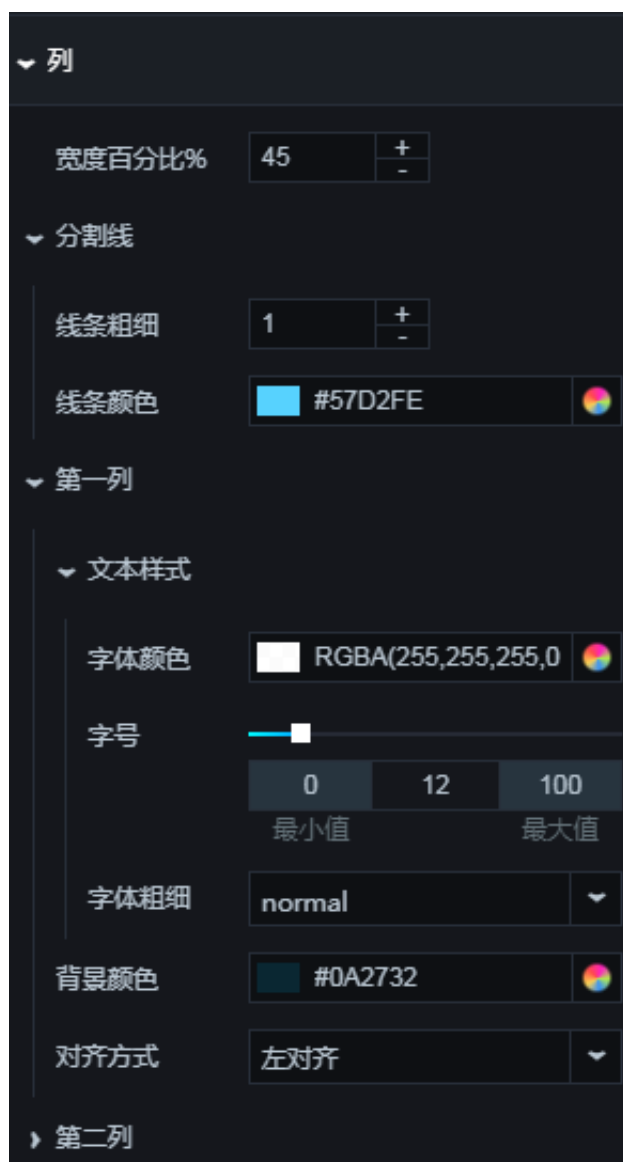 列
宽度百分比% 45 + -
分割线
线条粗细 1 + -
线条颜色 #57D2FE
第一列
文本样式
字体颜色 RGBA(255,255,255,0
字号
0 12 100
最小值 最大值
字体粗细 normal
背景颜色 #0A2732
对齐方式 左对齐
第二列